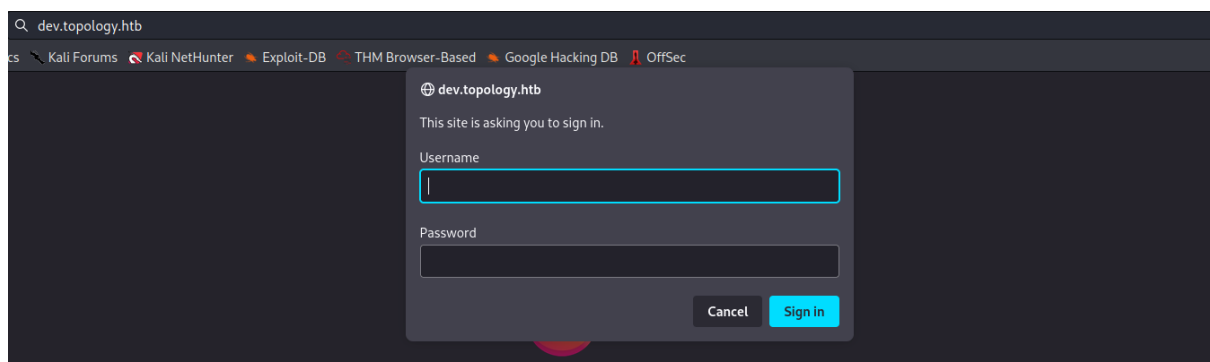 dev.topology.htb
cs Kali Forums Kali NetHunter Exploit-DB THM Browser-Based Google Hacking DB OffSec
dev.topology.htb
This site is asking you to sign in.
Username
Password
Cancel Sign in